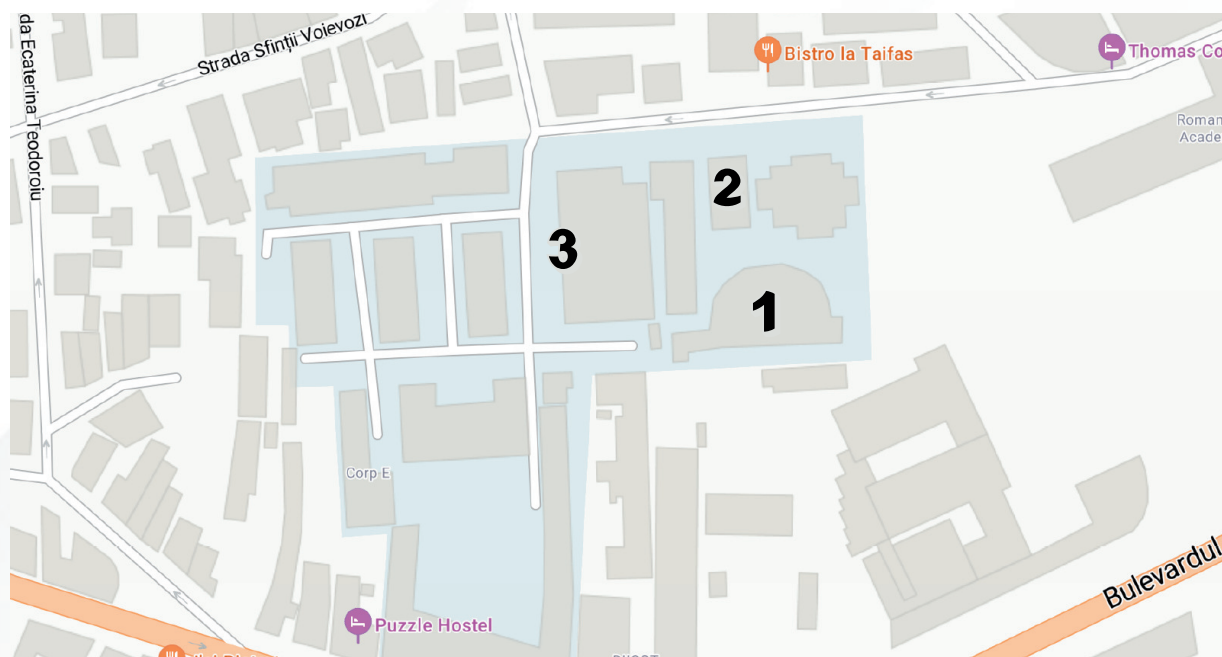 Strada Sfinții Voievozi
Bistro la Taifas
Thomas Co
da Ecaterina Teodoroiu
Roman
Acade
2
3
1
Corp E
Bulevardul
Puzzle Hostel